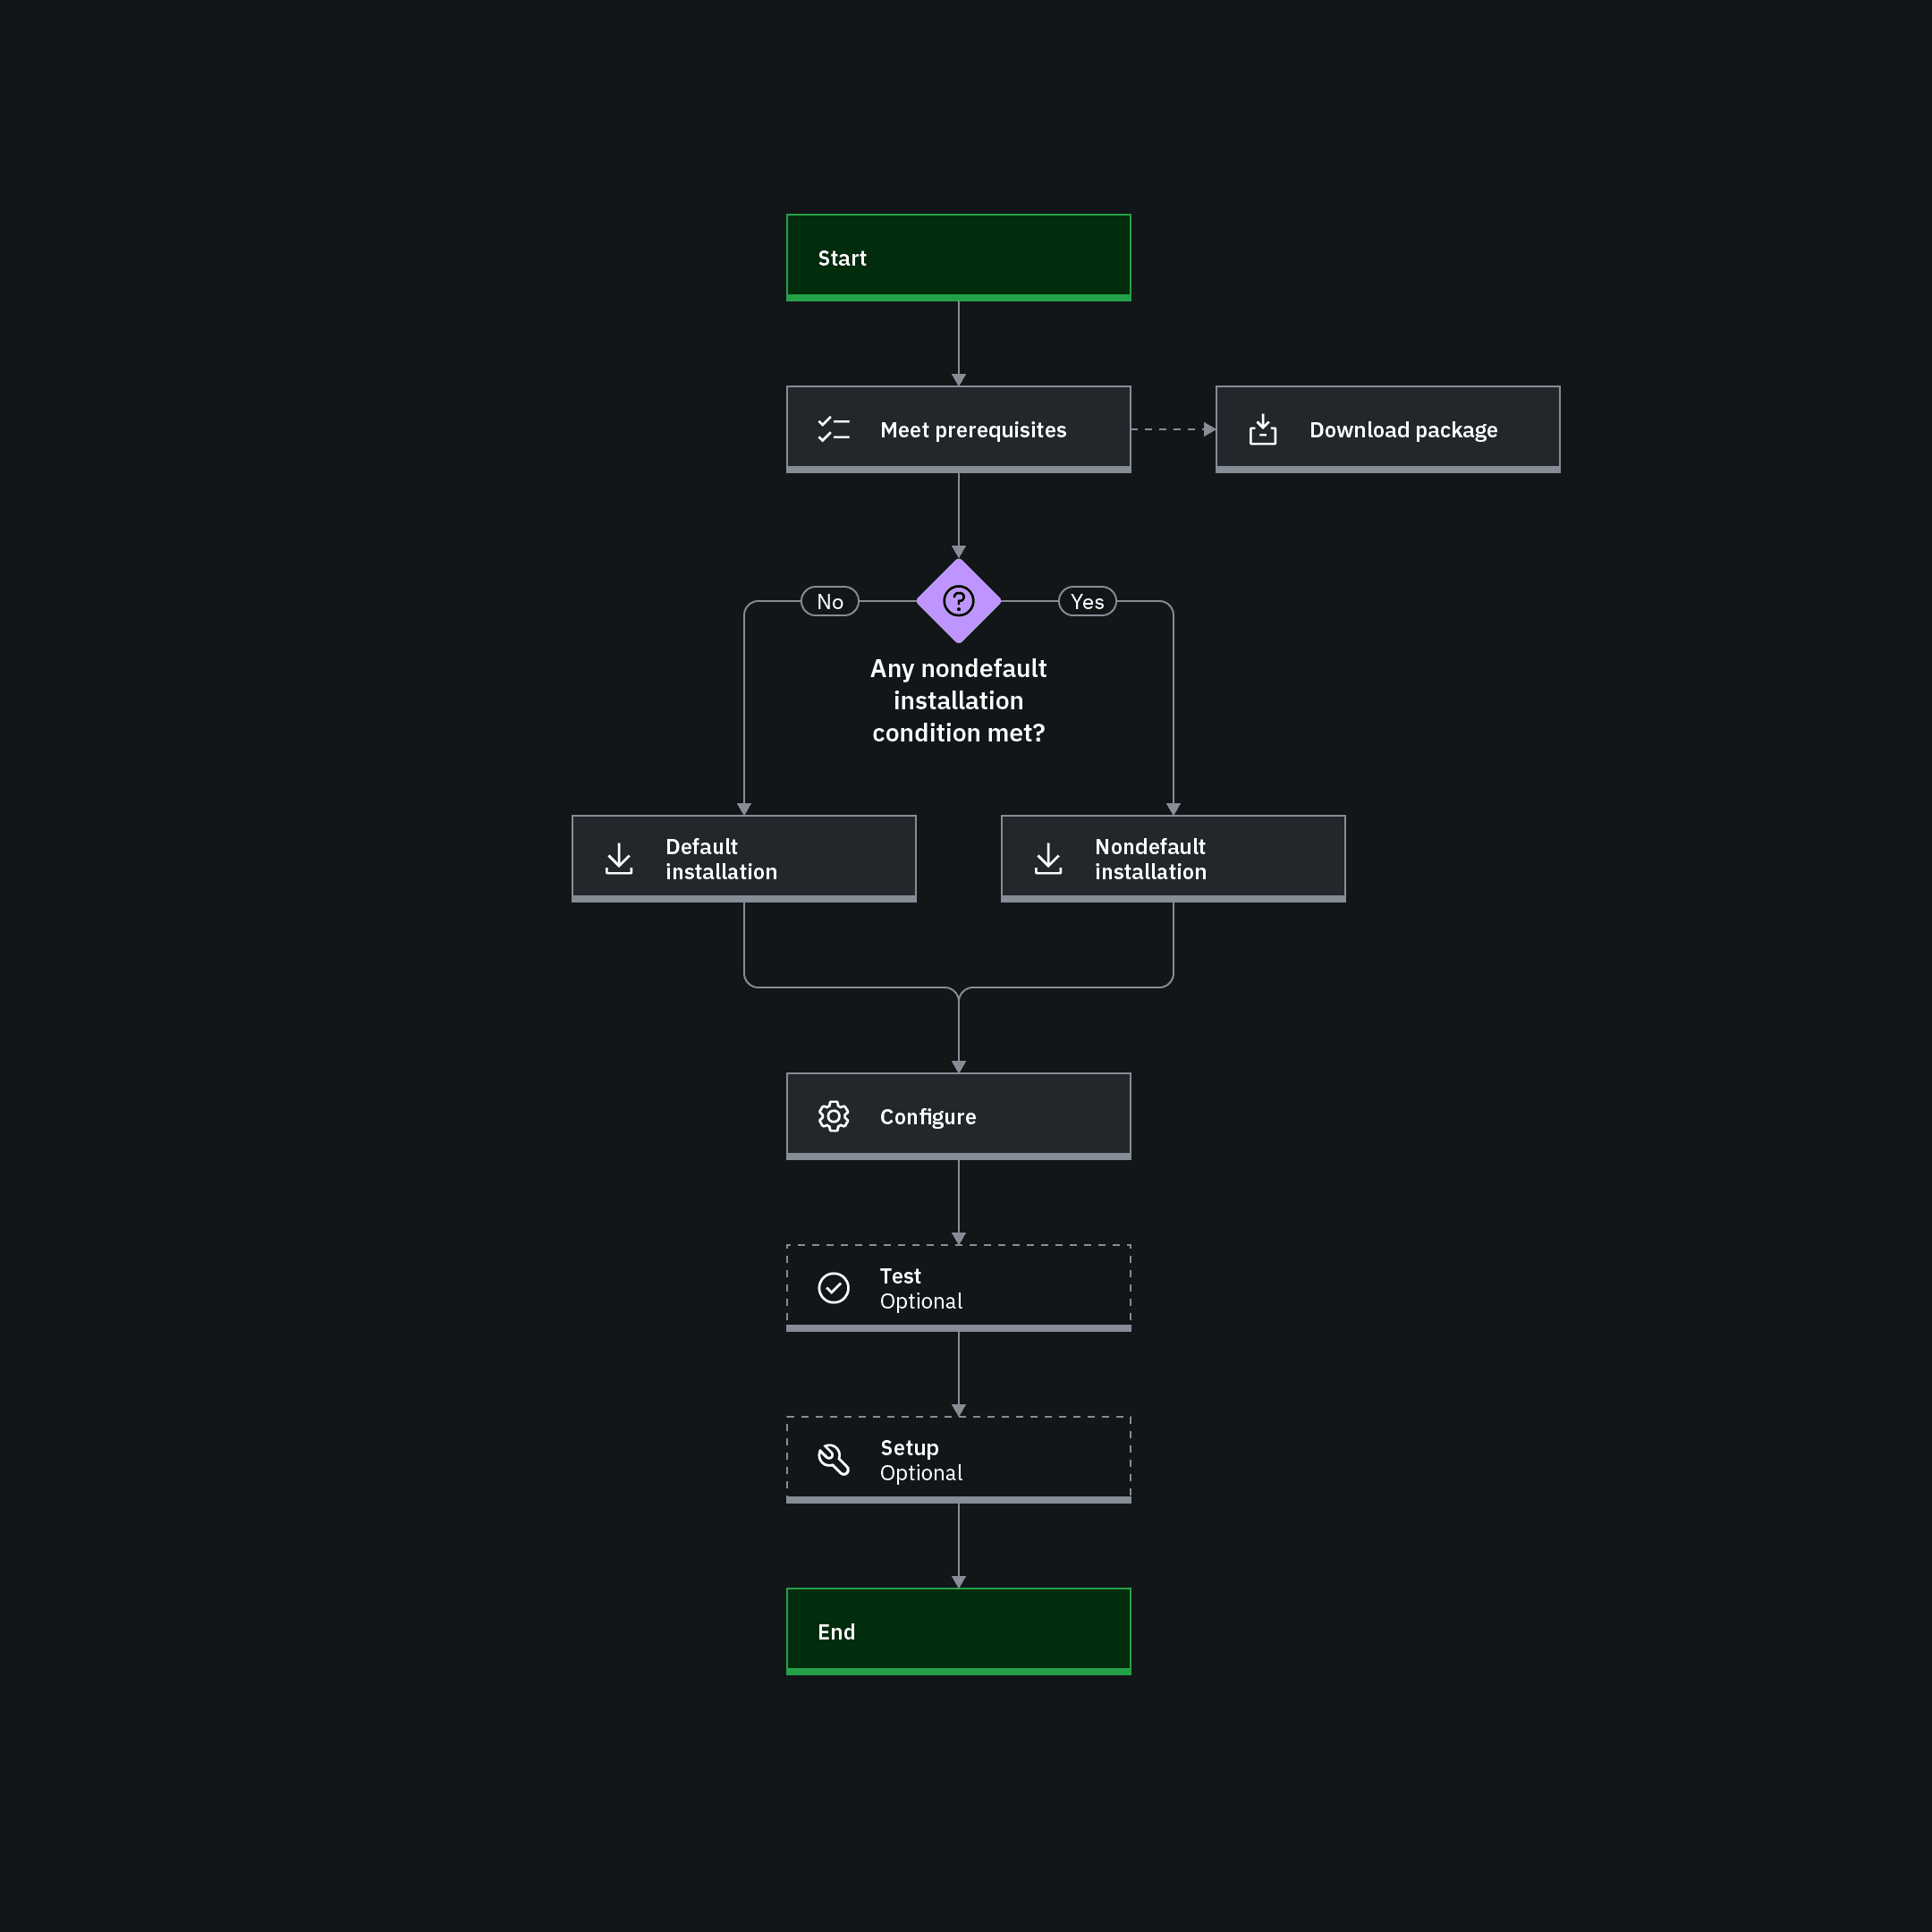 Start
Meet prerequisites
Download package
No
Yes
Any nondefault
installation
condition met?
Default
installation
Nondefault
installation
Configure
Test
Optional
Setup
Optional
End